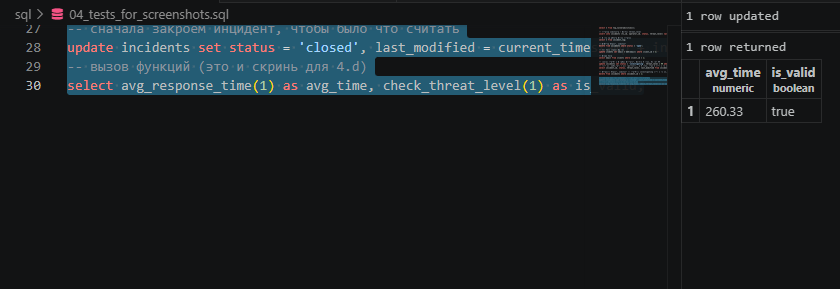 sql > 04_tests_for_screenshots.sql
27 -- сначала закроем инцидент, чтобы было что считать
28 update incidents set status = 'closed', last_modified = current_time
29 -- вызов функций (это и скринь для 4.d)
30 select avg_response_time(1) as avg_time, check_threat_level(1) as is
1 row updated
1 row returned
avg_time is_valid
numeric boolean
1 260.33 true